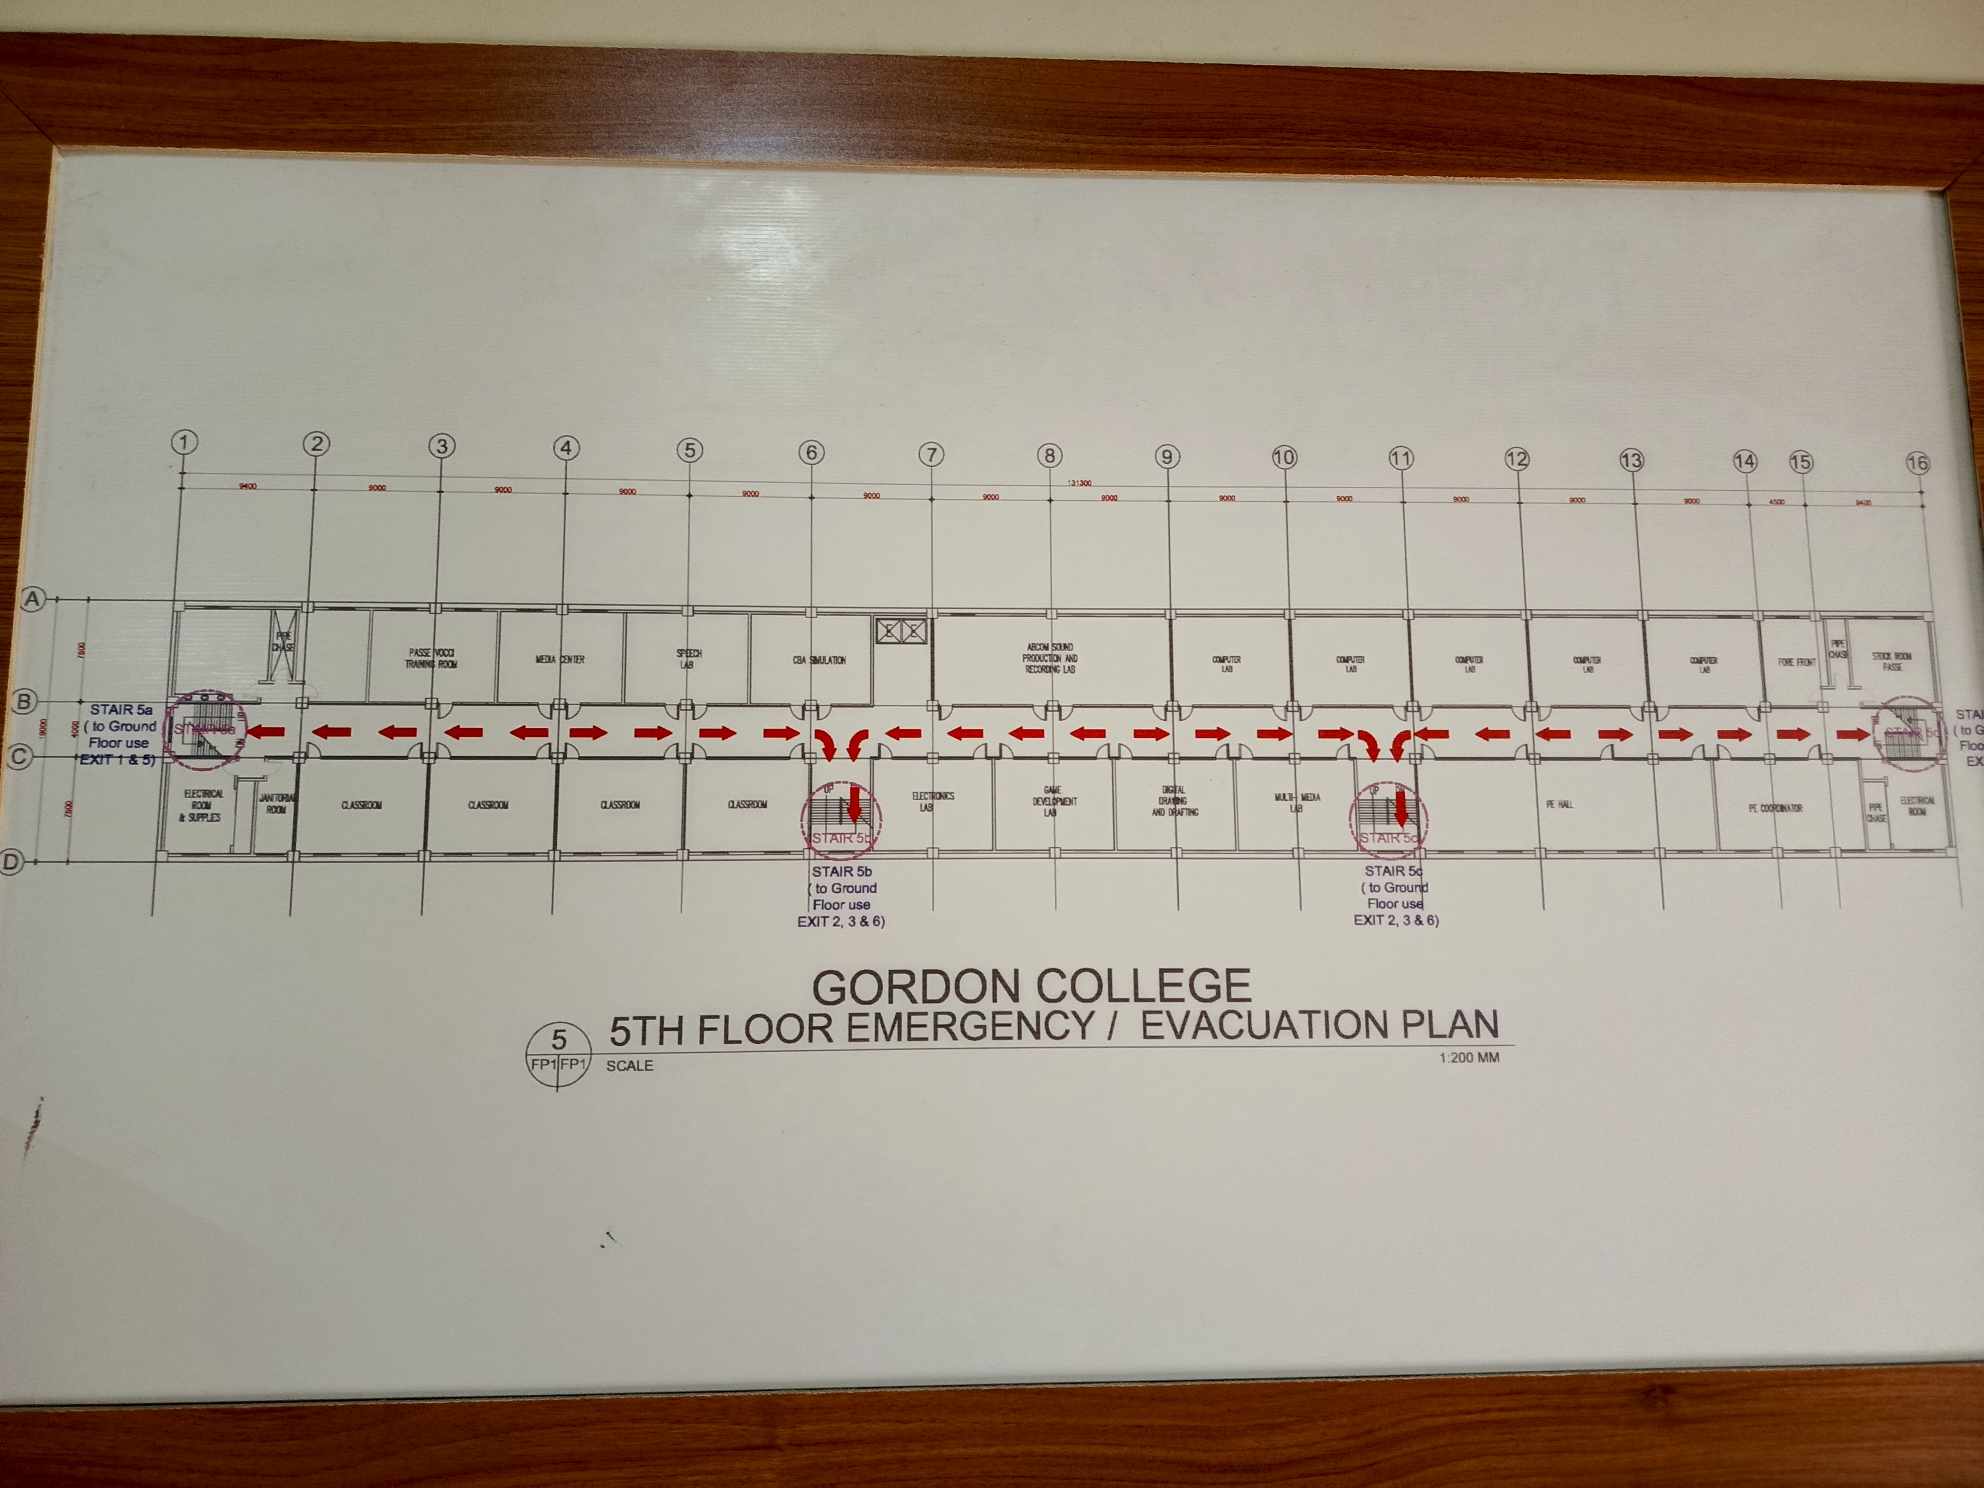 1 2 3 4 5 6 7 8 9 10 11 12 13 14 15 16
131300
9400 9000 9000 9000 9000 9000 9000 9000 9000 9000 9000 9000 9000 4500 9400
A
B
C
D
7500
4000
7500
19000
PIPE
CHASE
PASSE VOCCI
TRAINING ROOM
MEDIA CENTER
SPEECH
LAB
CBA SIMULATION
E E
ABCOM SOUND
PRODUCTION AND
RECORDING LAB
COMPUTER
LAB
COMPUTER
LAB
COMPUTER
LAB
COMPUTER
LAB
COMPUTER
LAB
FORE FRONT
PIPE
CHASE
STOCK ROOM
PASSE
STAIR 5a
( to Ground
Floor use
EXIT 1 & 5)
STAIR 5a
UP
DN
ELECTRICAL
ROOM
& SUPPLES
JANITORIAL
ROOM
CLASSROOM
CLASSROOM
CLASSROOM
CLASSROOM
UP
STAIR 5b
ELECTRONICS
LAB
GAME
DEVELOPMENT
LAB
DIGITAL
DRAWING
AND DRAFTING
MULTI- MEDIA
LAB
UP
DN
STAIR 5c
PE HALL
PE COORDINATOR
PIPE
CHASE
ELECTRICAL
ROOM
STAIR
( to G
Floo
EX
STAIR 5b
( to Ground
Floor use
EXIT 2, 3 & 6)
STAIR 5c
( to Ground
Floor use
EXIT 2, 3 & 6)
GORDON COLLEGE
5TH FLOOR EMERGENCY / EVACUATION PLAN
5
FP1 FP1
SCALE
1:200 MM